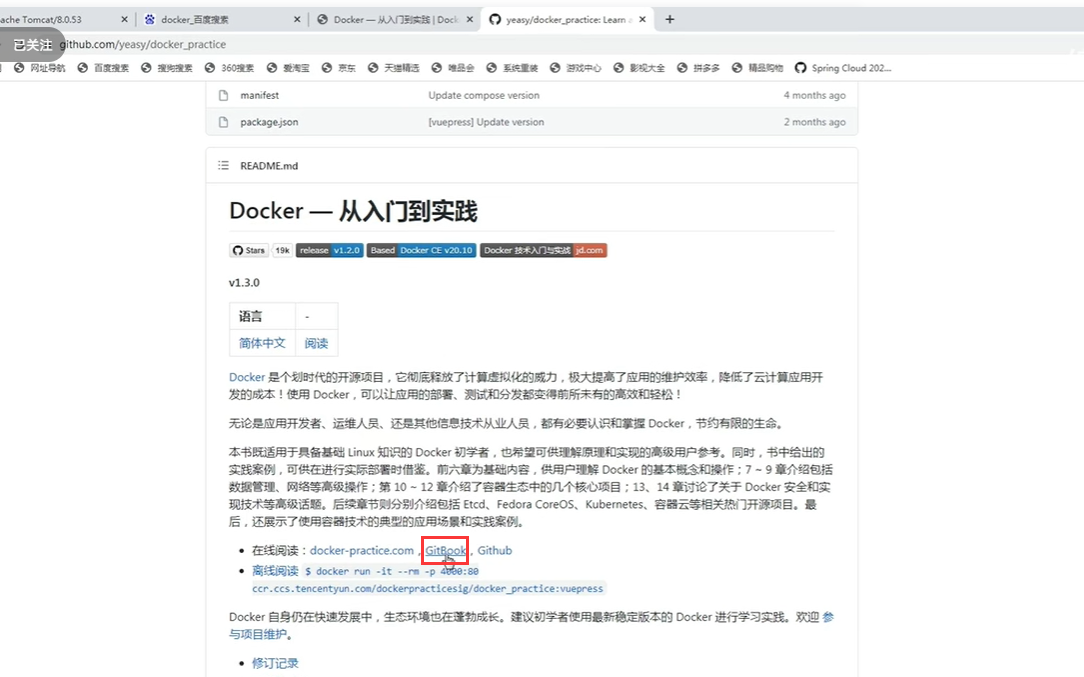 ache Tomcat/8.0.53
docker_百度搜索
Docker — 从入门到实践 | Dock
yeasy/docker_practice: Learn a
已关注
github.com/yeasy/docker_practice
网址导航
百度搜索
搜狗搜索
360搜索
爱淘宝
京东
天猫精选
唯品会
系统重装
游戏中心
影视大全
拼多多
精品购物
Spring Cloud 202...
manifest
Update compose version
4 months ago
package.json
[vuepress] Update version
2 months ago
README.md
Docker — 从入门到实践
Stars 19k release v1.2.0 Based Docker CE v20.10 Docker 技术入门与实战 jd.com
v1.3.0
语言 -
简体中文 阅读
Docker 是个划时代的开源项目，它彻底释放了计算虚拟化的威力，极大提高了应用的维护效率，降低了云计算应用开
发的成本！使用 Docker，可以让应用的部署、测试和分发都变得前所未有的高效和轻松！
无论是应用开发者、运维人员、还是其他信息技术从业人员，都有必要认识和掌握 Docker，节约有限的生命。
本书既适用于具备基础 Linux 知识的 Docker 初学者，也希望可供理解原理和实现的高级用户参考。同时，书中给出的
实践案例，可供在进行实际部署时借鉴。前六章为基础内容，供用户理解 Docker 的基本概念和操作；7 ~ 9 章介绍包括
数据管理、网络等高级操作；第 10 ~ 12 章介绍了容器生态中的几个核心项目；13、14 章讨论了关于 Docker 安全和实
现技术等高级话题。后续章节则分别介绍包括 Etcd、Fedora CoreOS、Kubernetes、容器云等相关热门开源项目。最
后，还展示了使用容器技术的典型的应用场景和实践案例。
在线阅读：docker-practice.com，GitBook，Github
离线阅读 $ docker run -it --rm -p 4000:80
ccr.ccs.tencentyun.com/dockerpracticesig/docker_practice:vuepress
Docker 自身仍在快速发展中，生态环境也在蓬勃成长。建议初学者使用最新稳定版本的 Docker 进行学习实践。欢迎 参
与项目维护。
修订记录